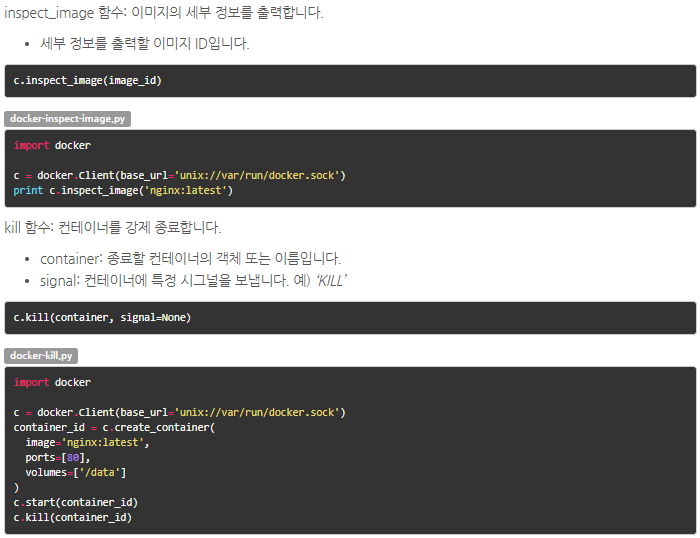 inspect_image 함수: 이미지의 세부 정보를 출력합니다.
• 세부 정보를 출력할 이미지 ID입니다.
c.inspect_image(image_id)
docker-inspect-image.py
import docker
c = docker.Client(base_url='unix://var/run/docker.sock')
print c.inspect_image('nginx:latest')
kill 함수: 컨테이너를 강제 종료합니다.
• container: 종료할 컨테이너의 객체 또는 이름입니다.
• signal: 컨테이너에 특정 시그널을 보냅니다. 예) ‘KILL’
c.kill(container, signal=None)
docker-kill.py
import docker
c = docker.Client(base_url='unix://var/run/docker.sock')
container_id = c.create_container(
  image='nginx:latest',
  ports=[80],
  volumes=['/data']
)
c.start(container_id)
c.kill(container_id)